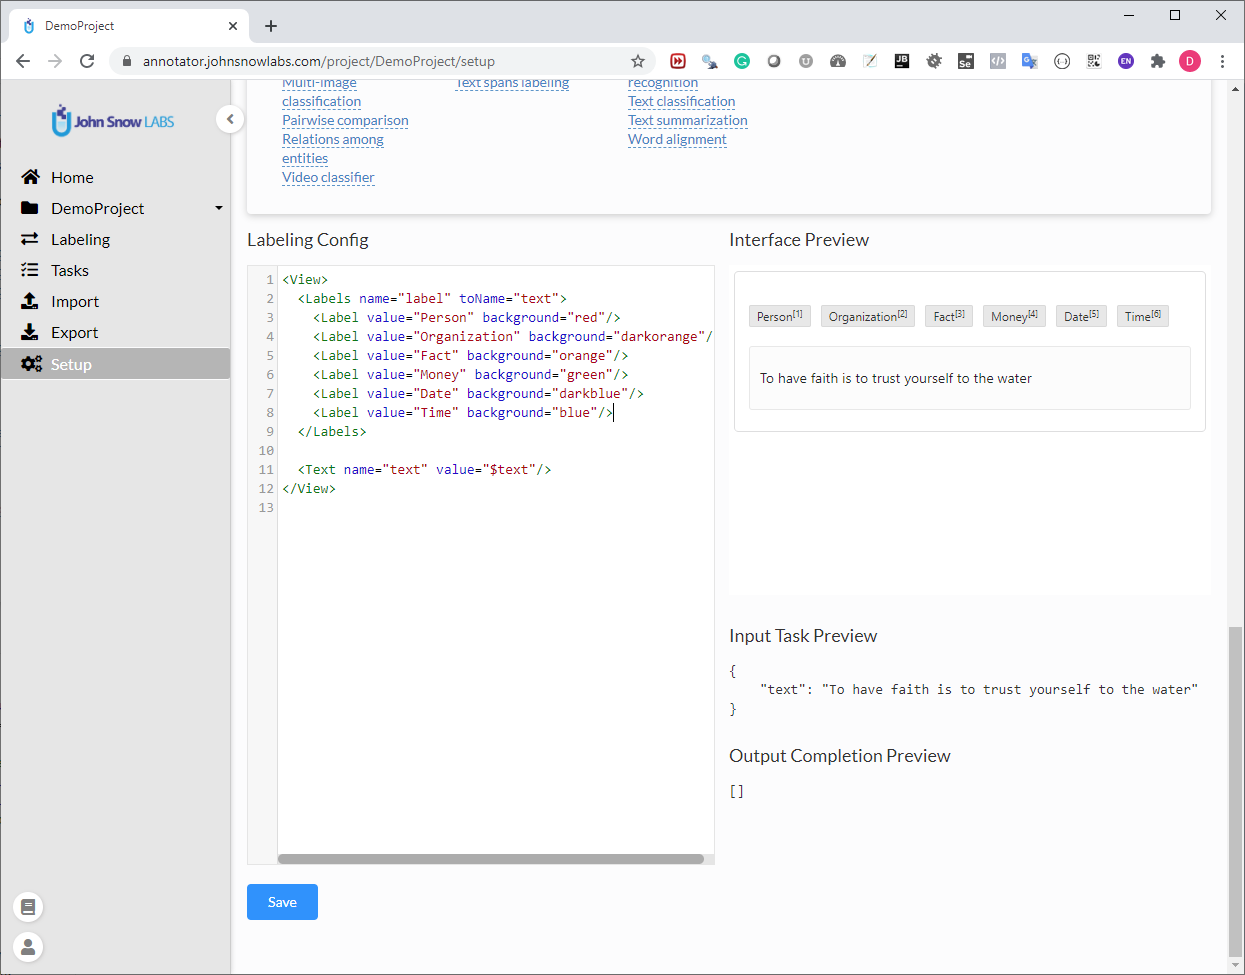 DemoProject
annotator.johnsnowlabs.com/project/DemoProject/setup
John Snow LABS
Home
DemoProject
Labeling
Tasks
Import
Export
Setup
Multi-image
classification
Pairwise comparison
Relations among
entities
Video classifier
Text spans labeling
recognition
Text classification
Text summarization
Word alignment
Labeling Config
1 <View>
2   <Labels name="label" toName="text">
3     <Label value="Person" background="red"/>
4     <Label value="Organization" background="darkorange"/
5     <Label value="Fact" background="orange"/>
6     <Label value="Money" background="green"/>
7     <Label value="Date" background="darkblue"/>
8     <Label value="Time" background="blue"/>
9   </Labels>
10
11   <Text name="text" value="$text"/>
12 </View>
13
Save
Interface Preview
Person[1] Organization[2] Fact[3] Money[4] Date[5] Time[6]
To have faith is to trust yourself to the water
Input Task Preview
{
    "text": "To have faith is to trust yourself to the water"
}
Output Completion Preview
[]
JB
Se
EN
D